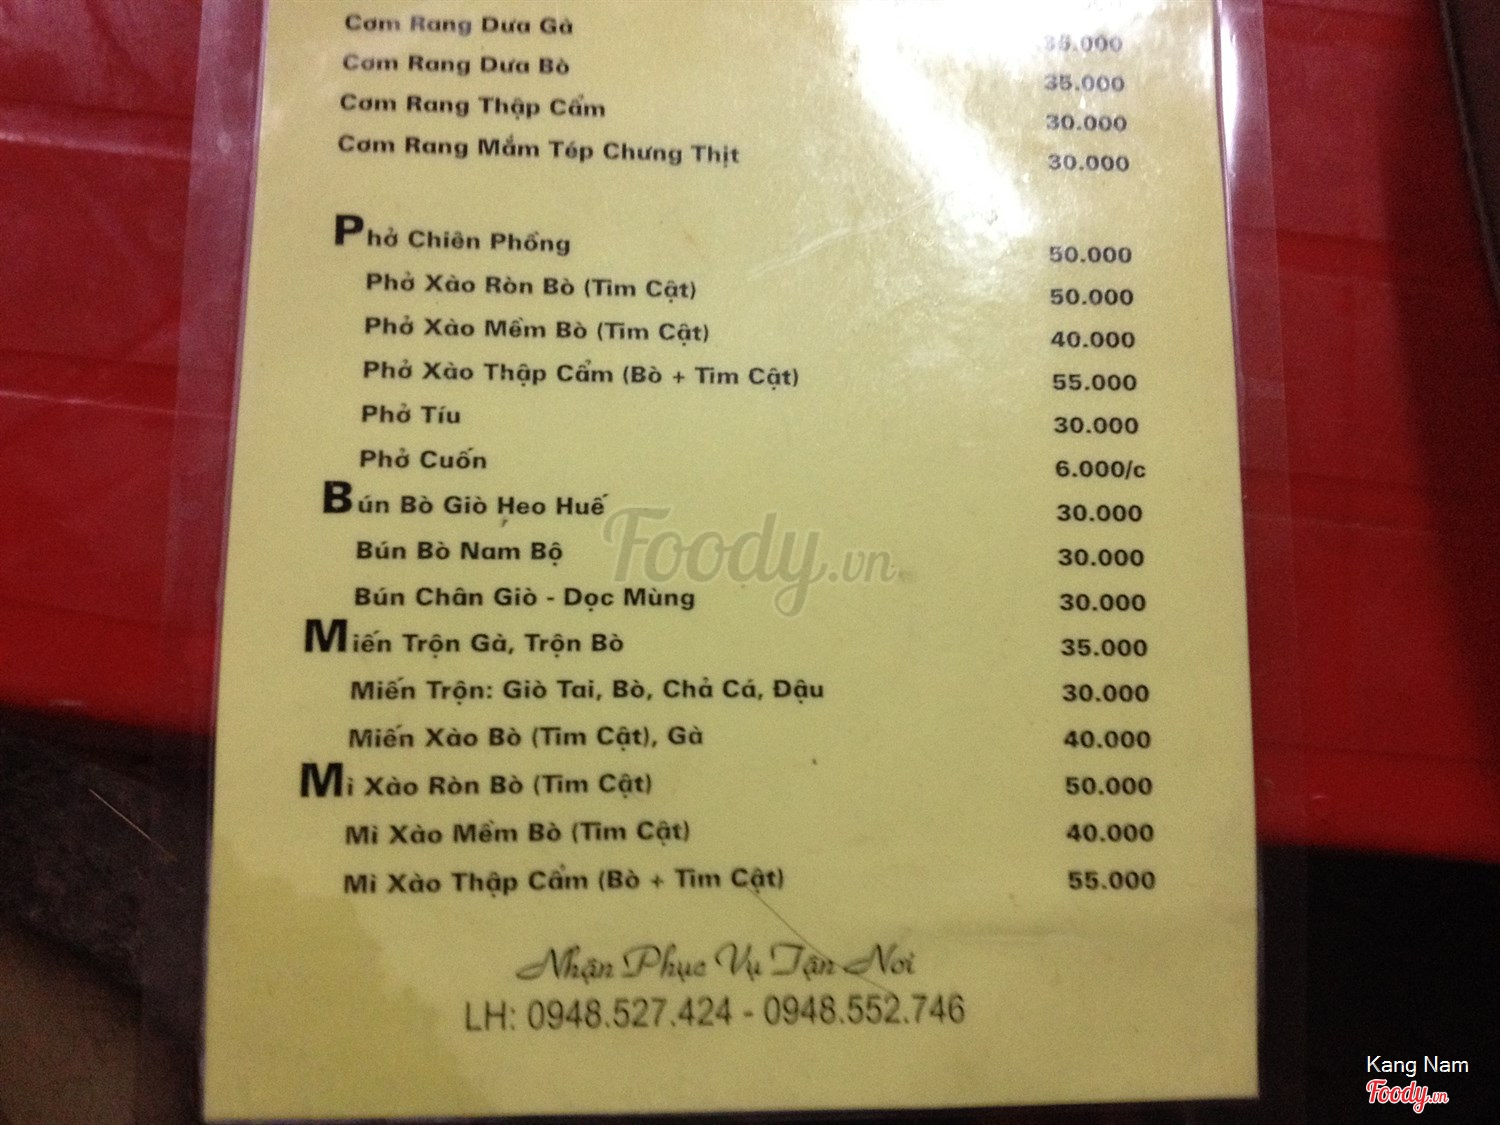 Cơm Rang Dưa Gà 35.000
Cơm Rang Dưa Bò 35.000
Cơm Rang Thập Cẩm 30.000
Cơm Rang Mắm Tép Chưng Thịt 30.000
Phở Chiên Phồng 50.000
Phở Xào Ròn Bò (Tim Cật) 50.000
Phở Xào Mềm Bò (Tim Cật) 40.000
Phở Xào Thập Cẩm (Bò + Tim Cật) 55.000
Phở Tíu 30.000
Phở Cuốn 6.000/c
Bún Bò Giò Heo Huế 30.000
Bún Bò Nam Bộ 30.000
Bún Chân Giò - Dọc Mùng 30.000
Miến Trộn Gà, Trộn Bò 35.000
Miến Trộn: Giò Tai, Bò, Chả Cá, Đậu 30.000
Miến Xào Bò (Tim Cật), Gà 40.000
Mì Xào Ròn Bò (Tim Cật) 50.000
Mì Xào Mềm Bò (Tim Cật) 40.000
Mì Xào Thập Cẩm (Bò + Tim Cật) 55.000
Nhận Phục Vụ Tận Nơi
LH: 0948.527.424 - 0948.552.746
Foody.vn
Kang Nam
Foody.vn